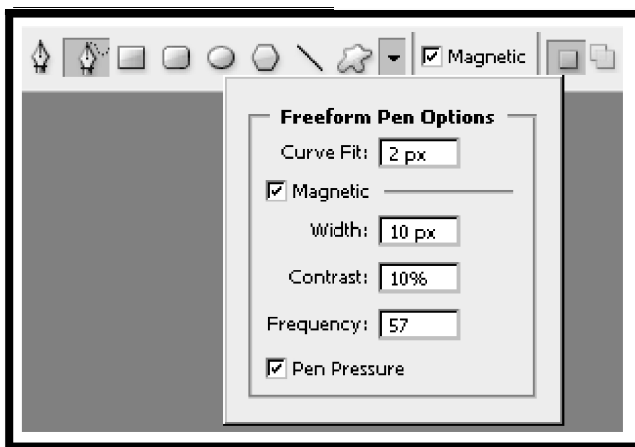 Magnetic
Freeform Pen Options
Curve Fit: 2 px
Magnetic
Width: 10 px
Contrast: 10%
Frequency: 57
Pen Pressure